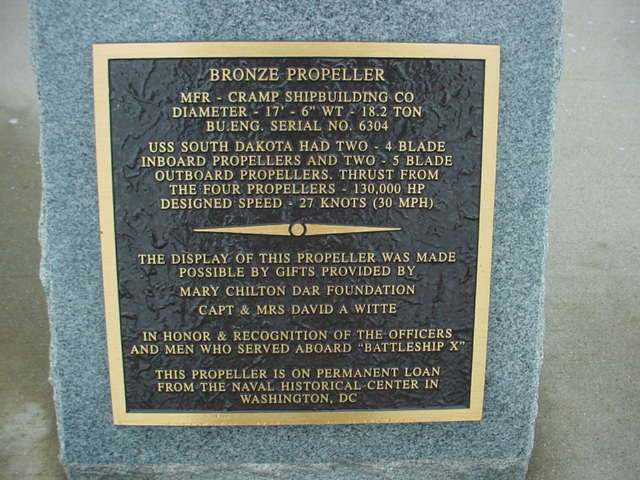 BRONZE PROPELLER
MFR - CRAMP SHIPBUILDING CO
DIAMETER - 17' - 6" WT - 18.2 TON
BU.ENG. SERIAL NO. 6304
USS SOUTH DAKOTA HAD TWO - 4 BLADE
INBOARD PROPELLERS AND TWO - 5 BLADE
OUTBOARD PROPELLERS. THRUST FROM
THE FOUR PROPELLERS - 130,000 HP
DESIGNED SPEED - 27 KNOTS (30 MPH)
THE DISPLAY OF THIS PROPELLER WAS MADE
POSSIBLE BY GIFTS PROVIDED BY
MARY CHILTON DAR FOUNDATION
CAPT & MRS DAVID A WITTE
IN HONOR & RECOGNITION OF THE OFFICERS
AND MEN WHO SERVED ABOARD "BATTLESHIP X"
THIS PROPELLER IS ON PERMANENT LOAN
FROM THE NAVAL HISTORICAL CENTER IN
WASHINGTON, DC